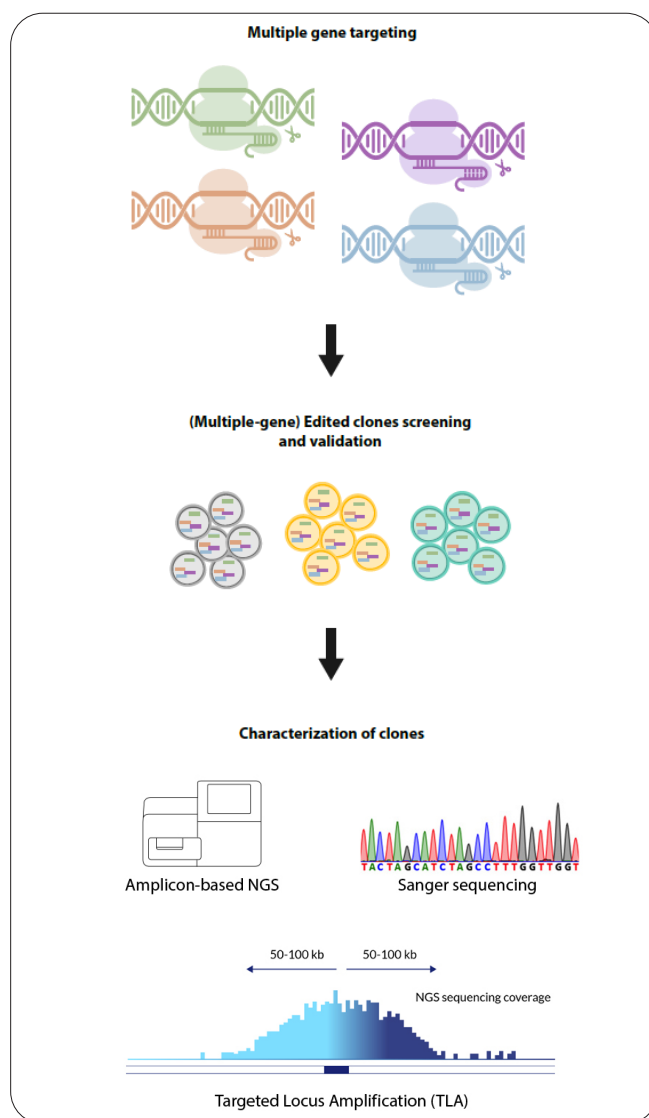 Multiple gene targeting
(Multiple-gene) Edited clones screening
and validation
Characterization of clones
TACTAGCATCTAGCCTTTGGTTGGT
Amplicon-based NGS
Sanger sequencing
50-100 kb
50-100 kb
NGS sequencing coverage
Targeted Locus Amplification (TLA)